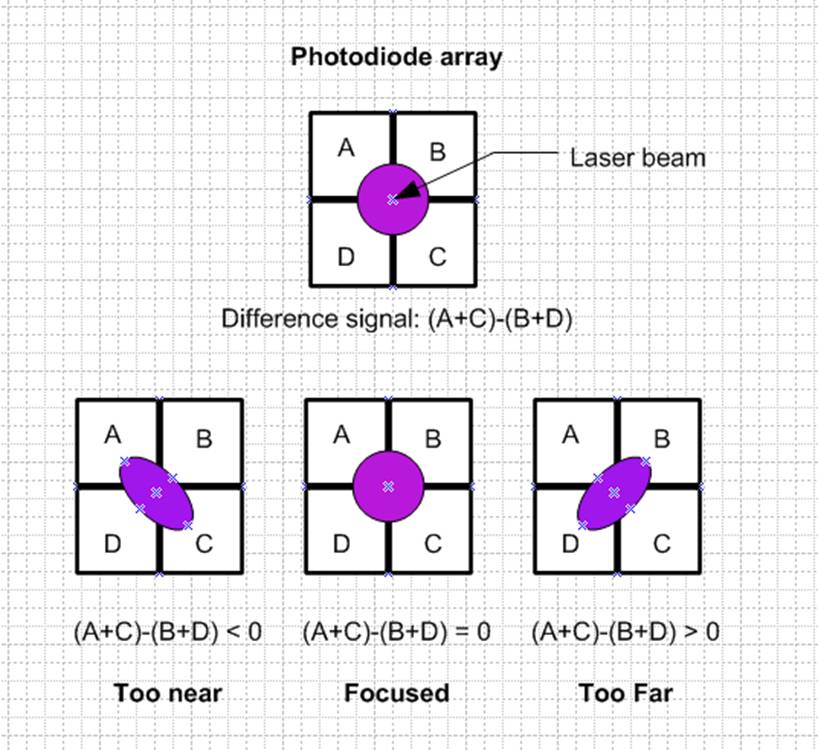 Photodiode array
A B
Laser beam
D C
Difference signal: (A+C)-(B+D)
A B A B A B
D C D C D C
(A+C)-(B+D) < 0 (A+C)-(B+D) = 0 (A+C)-(B+D) > 0
Too near Focused Too Far